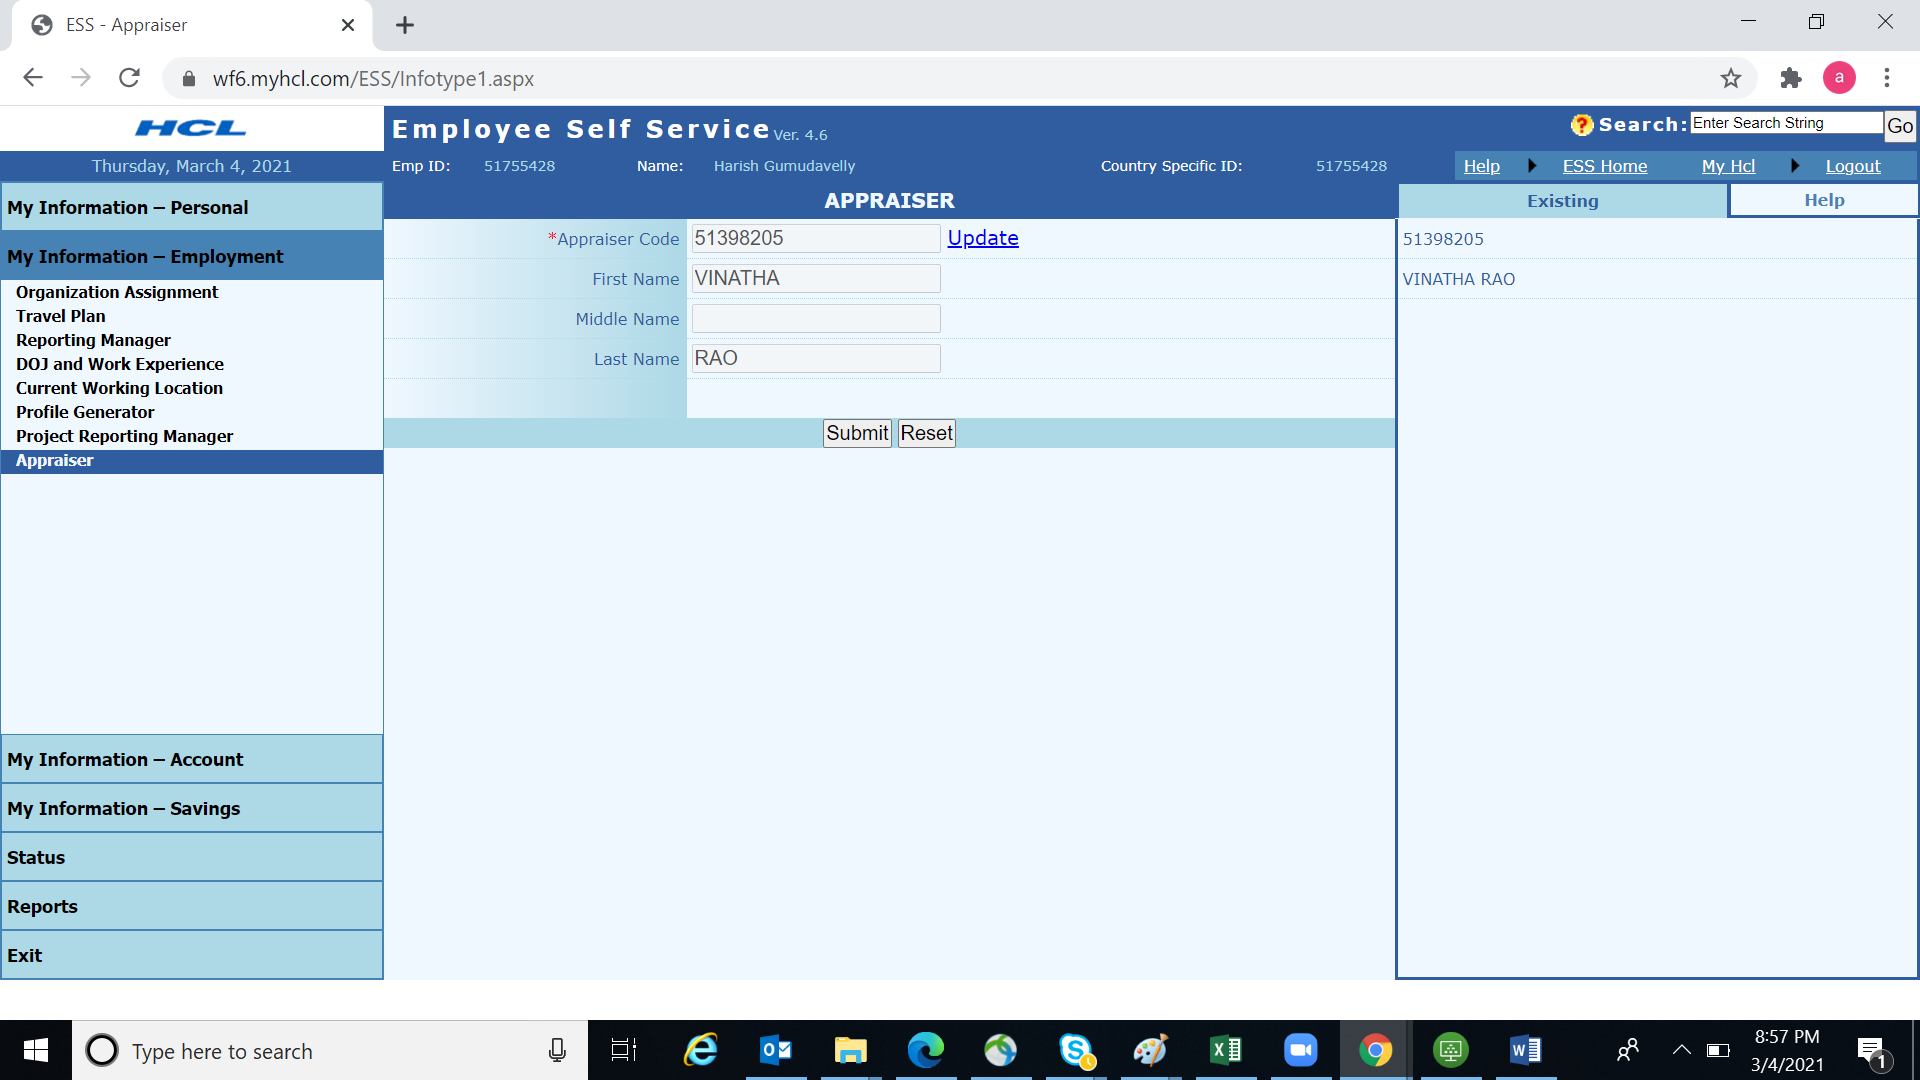 ESS - Appraiser
wf6.myhcl.com/ESS/Infotype1.aspx
a
HCL
Employee Self Service Ver. 4.6
Search: Enter Search String Go
Thursday, March 4, 2021
Emp ID: 51755428 Name: Harish Gumudavelly Country Specific ID: 51755428
Help ESS Home My Hcl Logout
My Information – Personal
My Information – Employment
Organization Assignment
Travel Plan
Reporting Manager
DOJ and Work Experience
Current Working Location
Profile Generator
Project Reporting Manager
Appraiser
My Information – Account
My Information – Savings
Status
Reports
Exit
APPRAISER
*Appraiser Code 51398205 Update
First Name VINATHA
Middle Name
Last Name RAO
Submit Reset
Existing Help
51398205
VINATHA RAO
Type here to search
8:57 PM
3/4/2021
1